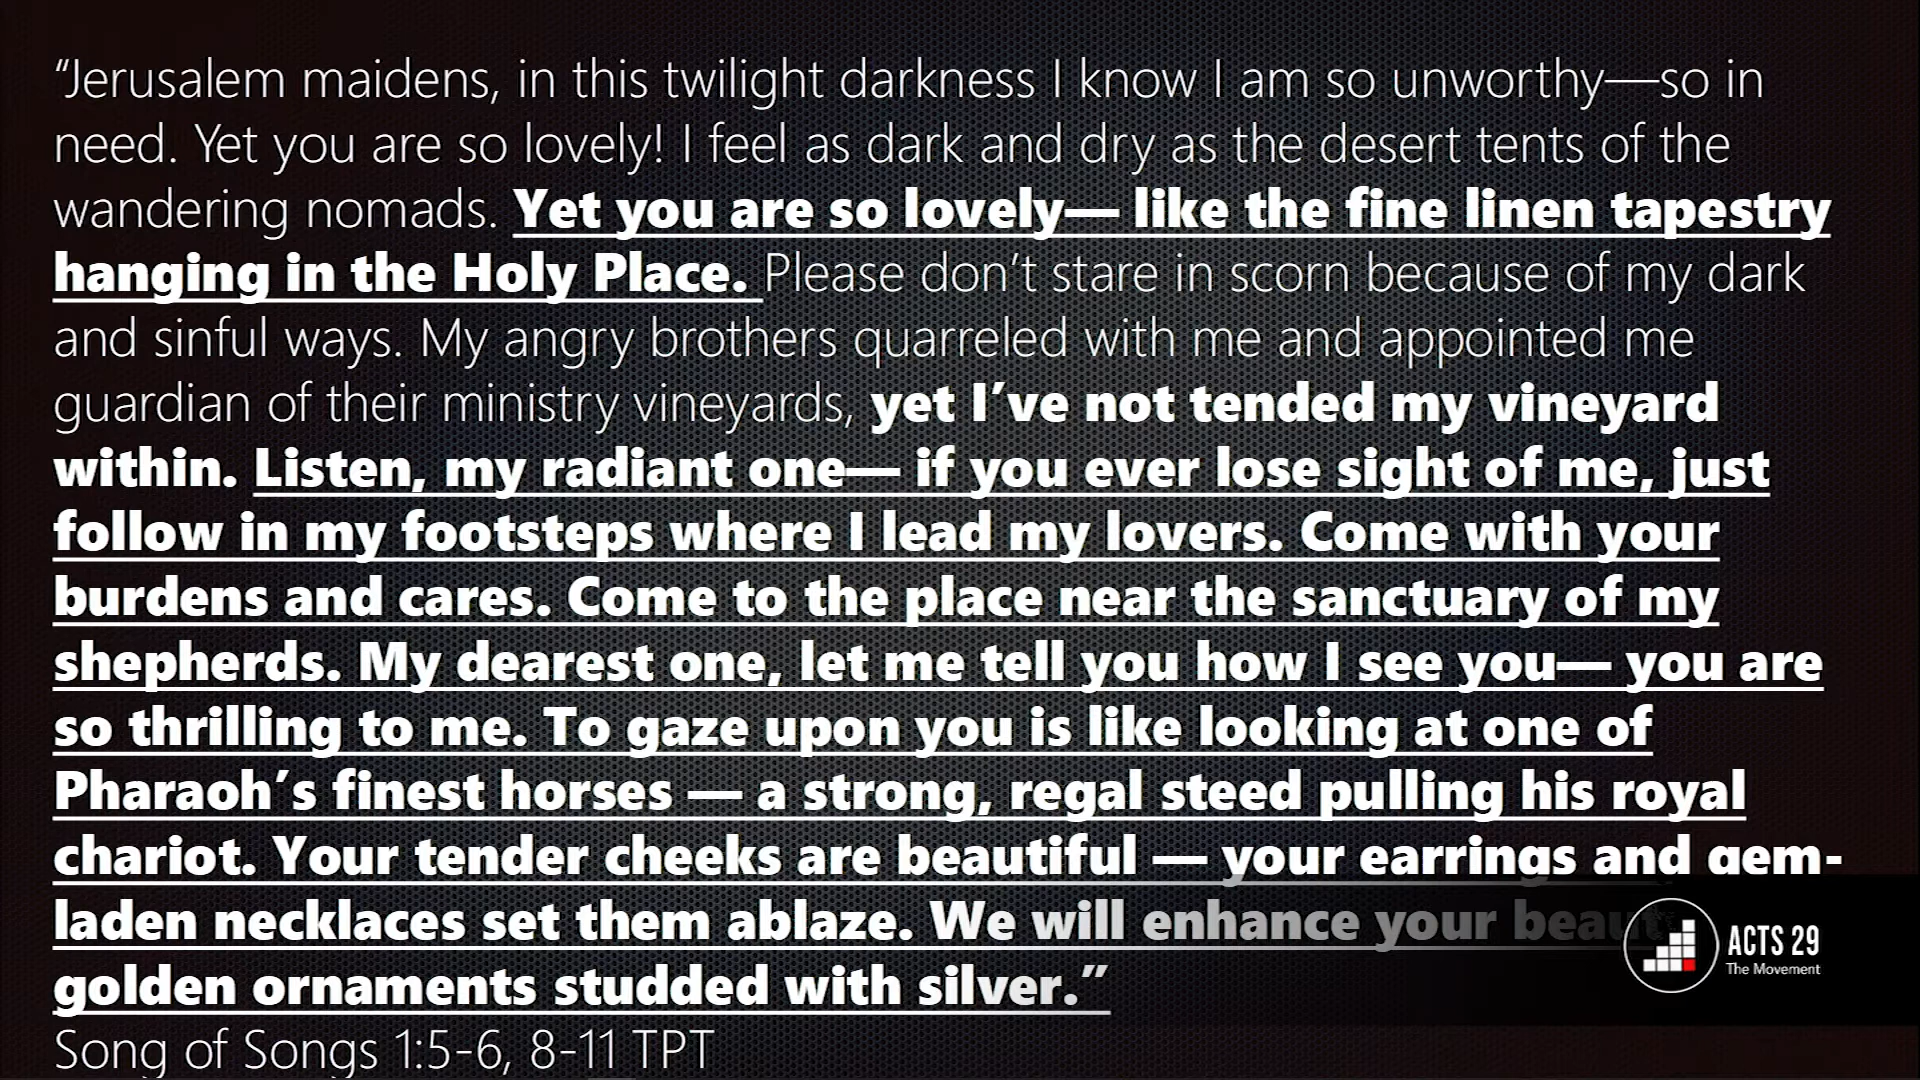 “Jerusalem maidens, in this twilight darkness I know I am so unworthy—so in
need. Yet you are so lovely! I feel as dark and dry as the desert tents of the
wandering nomads. Yet you are so lovely— like the fine linen tapestry
hanging in the Holy Place. Please don’t stare in scorn because of my dark
and sinful ways. My angry brothers quarreled with me and appointed me
guardian of their ministry vineyards, yet I’ve not tended my vineyard
within. Listen, my radiant one— if you ever lose sight of me, just
follow in my footsteps where I lead my lovers. Come with your
burdens and cares. Come to the place near the sanctuary of my
shepherds. My dearest one, let me tell you how I see you— you are
so thrilling to me. To gaze upon you is like looking at one of
Pharaoh’s finest horses — a strong, regal steed pulling his royal
chariot. Your tender cheeks are beautiful — your earrings and gem-
laden necklaces set them ablaze. We will enhance your
golden ornaments studded with silver.”
Song of Songs 1:5-6, 8-11 TPT
ACTS 29
The Movement